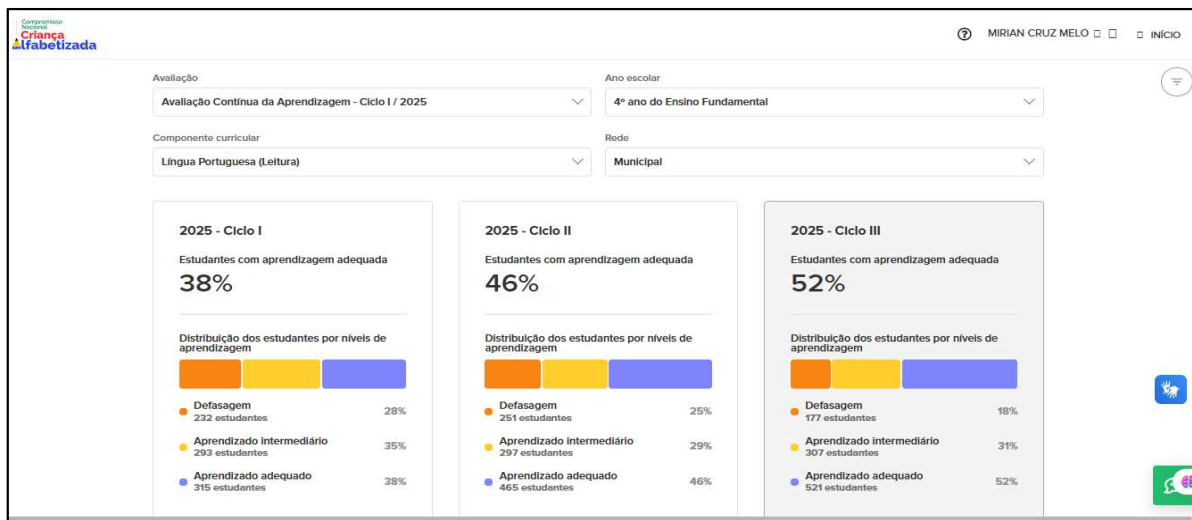 Compromisso
Nacional
Criança
Alfabetizada
MIRIAN CRUZ MELO
INÍCIO
Avaliação
Ano escolar
Avaliação Contínua da Aprendizagem - Ciclo I / 2025
4º ano do Ensino Fundamental
Componente curricular
Rede
Língua Portuguesa (Leitura)
Municipal
2025 - Ciclo I
Estudantes com aprendizagem adequada
38%
Distribuição dos estudantes por níveis de
aprendizagem
Defasagem 28%
232 estudantes
Aprendizado intermediário 35%
293 estudantes
Aprendizado adequado 38%
315 estudantes
2025 - Ciclo II
Estudantes com aprendizagem adequada
46%
Distribuição dos estudantes por níveis de
aprendizagem
Defasagem 25%
251 estudantes
Aprendizado intermediário 29%
297 estudantes
Aprendizado adequado 46%
465 estudantes
2025 - Ciclo III
Estudantes com aprendizagem adequada
52%
Distribuição dos estudantes por níveis de
aprendizagem
Defasagem 18%
177 estudantes
Aprendizado intermediário 31%
307 estudantes
Aprendizado adequado 52%
521 estudantes